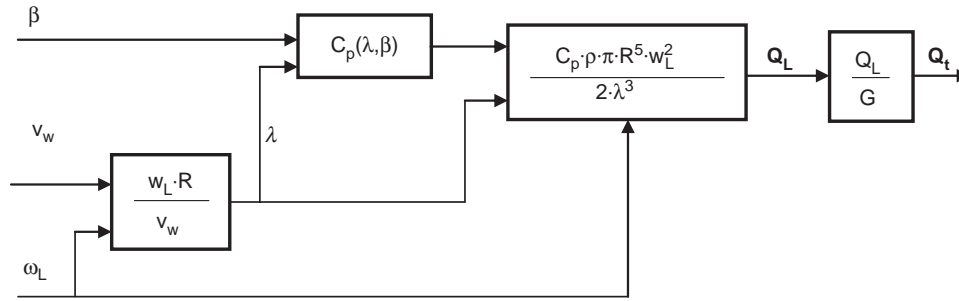 β
C_p(λ,β)
C_p·ρ·π·R^5·w_L^2
2·λ^3
Q_L
Q_L
G
Q_t
λ
v_w
w_L·R
v_w
ω_L